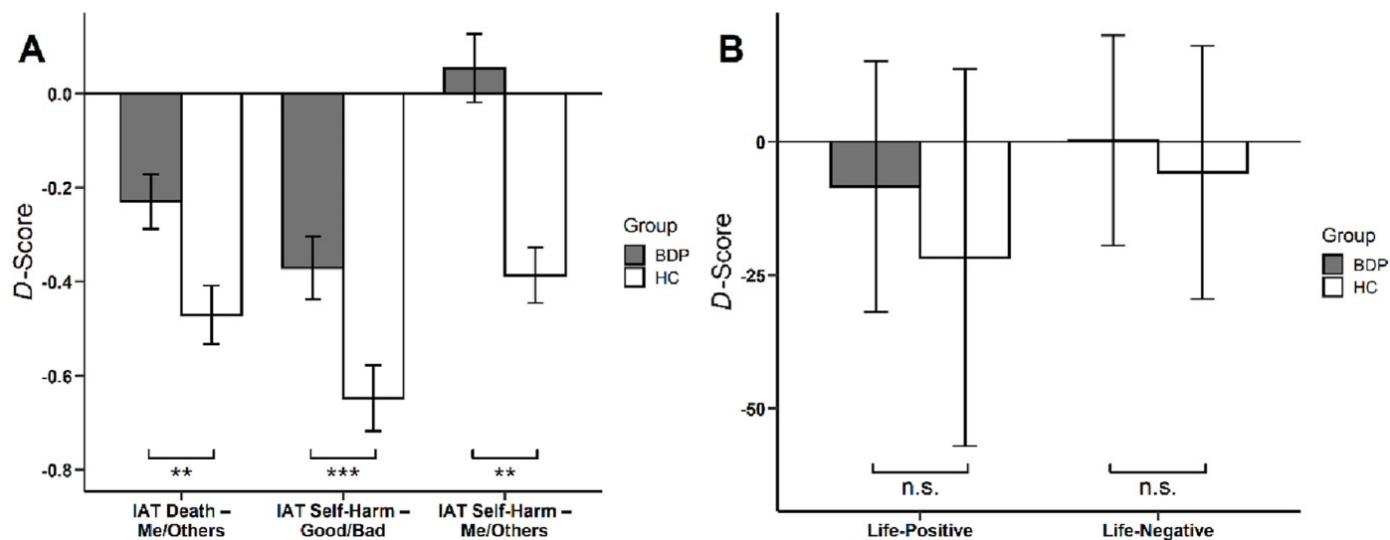 A
0.0
-0.2
-0.4
-0.6
-0.8
D-Score
** *** **
IAT Death – IAT Self-Harm – IAT Self-Harm –
Me/Others Good/Bad Me/Others
Group
BDP
HC
B
0
-25
-50
D-Score
n.s. n.s.
Life-Positive Life-Negative
Group
BDP
HC